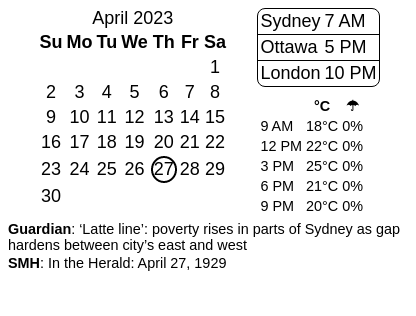 April 2023
Su Mo Tu We Th Fr Sa
1
2 3 4 5 6 7 8
9 10 11 12 13 14 15
16 17 18 19 20 21 22
23 24 25 26 27 28 29
30
Sydney 7 AM
Ottawa 5 PM
London 10 PM
°C ☂
9 AM 18°C 0%
12 PM 22°C 0%
3 PM 25°C 0%
6 PM 21°C 0%
9 PM 20°C 0%
Guardian: ‘Latte line’: poverty rises in parts of Sydney as gap
hardens between city’s east and west
SMH: In the Herald: April 27, 1929